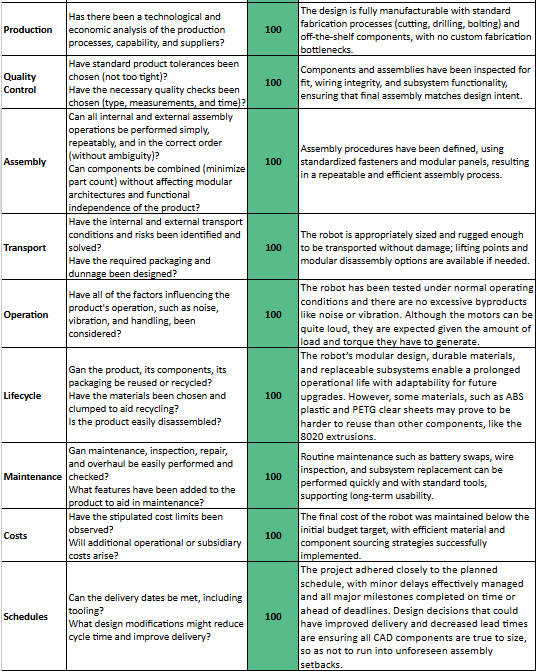 Production
Has there been a technological and
economic analysis of the production
processes, capability, and suppliers?
100
The design is fully manufacturable with standard
fabrication processes (cutting, drilling, bolting) and
off-the-shelf components, with no custom fabrication
bottlenecks.
Quality
Control
Have standard product tolerances been
chosen (not too tight)?
Have the necessary quality checks been
chosen (type, measurements, and time)?
100
Components and assemblies have been inspected for
fit, wiring integrity, and subsystem functionality,
ensuring that final assembly matches design intent.
Assembly
Can all internal and external assembly
operations be performed simply,
repeatably, and in the correct order
(without ambiguity)?
Can components be combined (minimize
part count) without affecting modular
architectures and functional
independence of the product?
100
Assembly procedures have been defined, using
standardized fasteners and modular panels, resulting
in a repeatable and efficient assembly process.
Transport
Have the internal and external transport
conditions and risks been identified and
solved?
Have the required packaging and
dunnage been designed?
100
The robot is appropriately sized and rugged enough
to be transported without damage; lifting points and
modular disassembly options are available if needed.
Operation
Have all of the factors influencing the
product's operation, such as noise,
vibration, and handling, been
considered?
100
The robot has been tested under normal operating
conditions and there are no excessive byproducts
like noise or vibration. Although the motors can be
quite loud, they are expected given the amount of
load and torque they have to generate.
Lifecycle
Gan the product, its components, its
packaging be reused or recycled?
Have the materials been chosen and
clumped to aid recycling?
Is the product easily disassembled?
100
The robot's modular design, durable materials,
and replaceable subsystems enable a prolonged
operational life with adaptability for future
upgrades. However, some materials, such as ABS
plastic and PETG clear sheets may prove to be
harder to reuse than other components, like the
8020 extrusions.
Maintenance
Gan maintenance, inspection, repair,
and overhaul be easily performed and
checked?
What features have been added to the
product to aid in maintenance?
100
Routine maintenance such as battery swaps, wire
inspection, and subsystem replacement can be
performed quickly and with standard tools,
supporting long-term usability.
Costs
Have the stipulated cost limits been
observed?
Will additional operational or subsidiary
costs arise?
100
The final cost of the robot was maintained below the
initial budget target, with efficient material and
component sourcing strategies successfully
implemented.
Schedules
Can the delivery dates be met, including
tooling?
What design modifications might reduce
cycle time and improve delivery?
100
The project adhered closely to the planned
schedule, with minor delays effectively managed
and all major milestones completed on time or
ahead of deadlines. Design decisions that could
have improved delivery and decreased lead times
are ensuring all CAD components are true to size,
so as not to run into unforeseen assembly
setbacks.